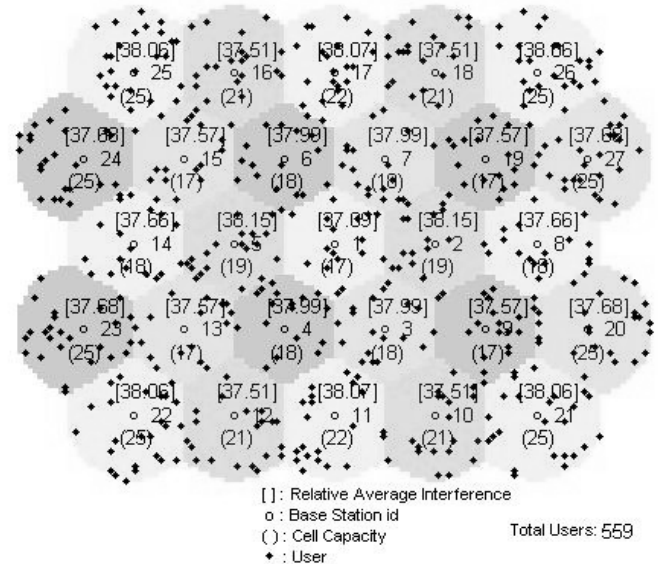 [38.06] [37.51] [38.07] [37.51] [38.06]
25 16 17 18 26
(25) (21) (22) (21) (25)
[37.68] [37.57] [37.99] [37.99] [37.57] [37.68]
24 15 6 7 19 27
(25) (17) (18) (18) (17) (25)
[37.66] [38.15] [38.15] [37.66]
14 5 1 2 8
(18) (19) (17) (19) (18)
[37.68] [37.57] [37.99] [37.99] [37.57] [37.68]
23 13 4 3 9 20
(25) (17) (18) (18) (17) (25)
[38.06] [37.51] [38.07] [37.51] [38.06]
22 12 11 10 21
(25) (21) (22) (21) (25)
[ ] : Relative Average Interference
o : Base Station id
( ) : Cell Capacity
Total Users: 559
◆ : User